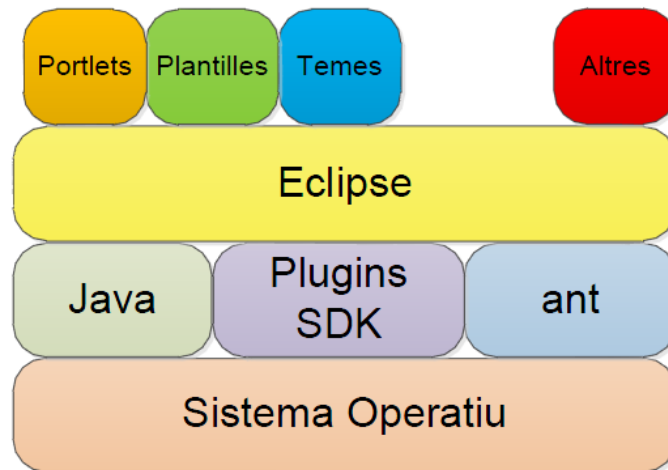 Portlets
Plantilles
Temes
Altres
Eclipse
Java
Plugins
SDK
ant
Sistema Operatiu